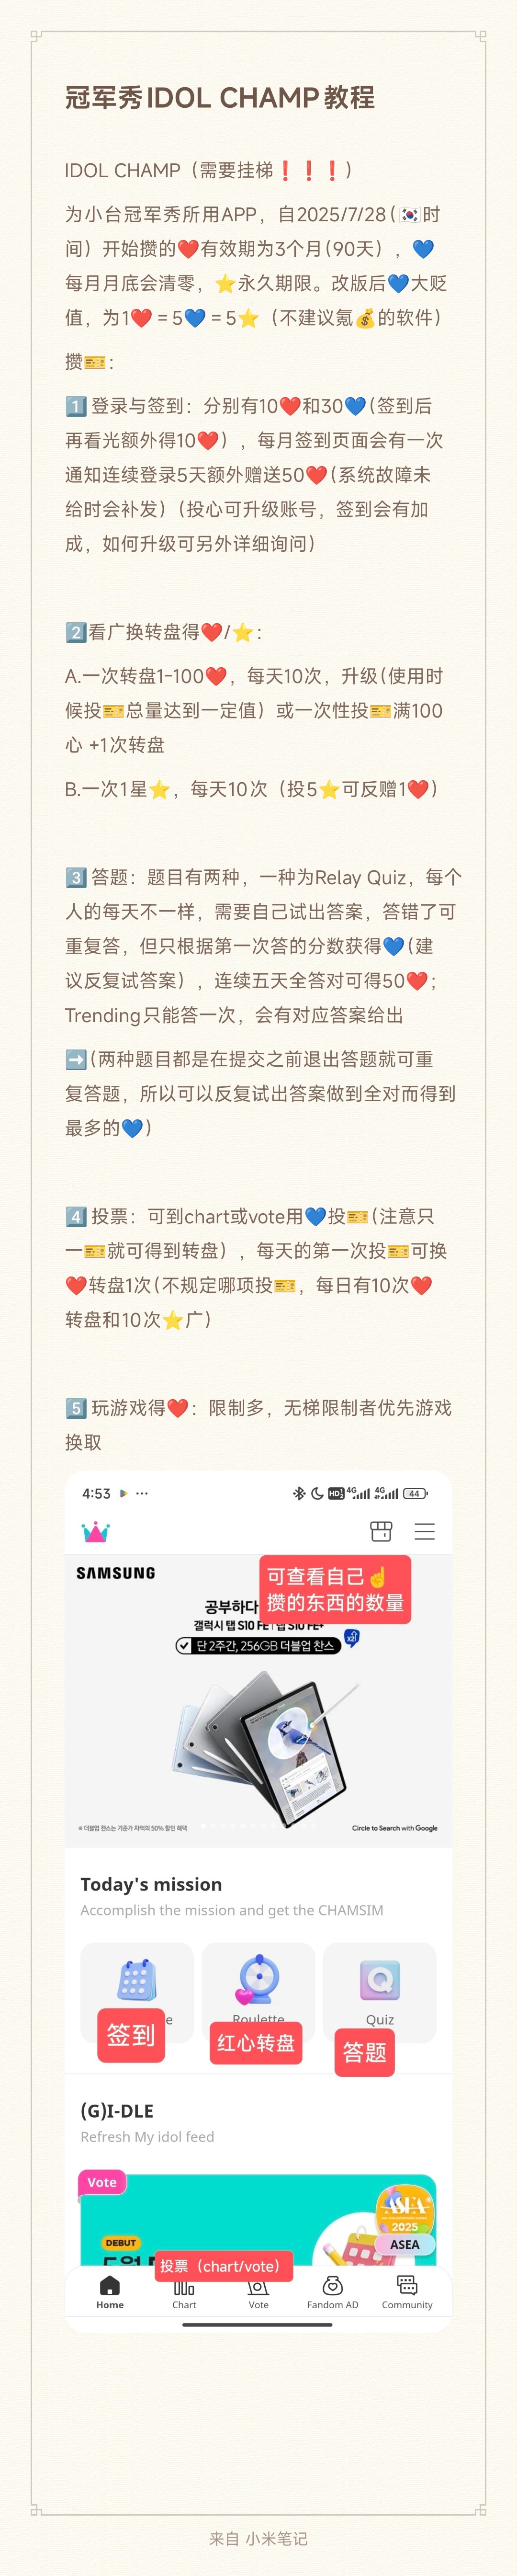 冠军秀IDOL CHAMP教程
IDOL CHAMP（需要挂梯❗❗❗）
为小台冠军秀所用APP，自2025/7/28(🇰🇷时
间）开始攒的❤️有效期为3个月(90天），💙
每月月底会清零，⭐永久期限。改版后💙大贬
值，为1❤️=5💙=5⭐（不建议氪💰的软件）
攒🎫：
1️⃣登录与签到：分别有10❤️和30💙(签到后
再看光额外得10❤️），每月签到页面会有一次
通知连续登录5天额外赠送50❤️(系统故障未
给时会补发）(投心可升级账号，签到会有加
成，如何升级可另外详细询问）
2️⃣看广换转盘得❤️/⭐：
A.一次转盘1-100❤️，每天10次，升级(使用时
候投🎫总量达到一定值）或一次性投🎫满100
心 +1次转盘
B.一次1星⭐，每天10次（投5⭐可反赠1❤️）
3️⃣答题：题目有两种，一种为Relay Quiz，每个
人的每天不一样，需要自己试出答案，答错了可
重复答，但只根据第一次答的分数获得💙(建
议反复试答案），连续五天全答对可得50❤️；
Trending只能答一次，会有对应答案给出
➡️(两种题目都是在提交之前退出答题就可重
复答题，所以可以反复试出答案做到全对而得到
最多的💙)
4️⃣投票：可到chart或vote用💙投🎫(注意只
一🎫就可得到转盘），每天的第一次投🎫可换
❤️转盘1次(不规定哪项投🎫，每日有10次❤️
转盘和10次⭐广)
5️⃣玩游戏得❤️：限制多，无梯限制者优先游戏
换取
4:53
HD 4G 4G 44
SAMSUNG
可查看自己☝️
攒的东西的数量
공부하다
갤럭시 탭 S10 FE | 탭 S10 FE+
단 2주간, 256GB 더블업 찬스
x2!
※ 더블업 찬스는 기준가 차액의 50% 할인 혜택
Circle to Search with Google
Today's mission
Accomplish the mission and get the CHAMSIM
e
Roulette
Quiz
签到
红心转盘
答题
(G)I-DLE
Refresh My idol feed
Vote
ASEA
2025
ASEA
DEBUT
投票（chart/vote）
Home
Chart
Vote
Fandom AD
Community
来自 小米笔记